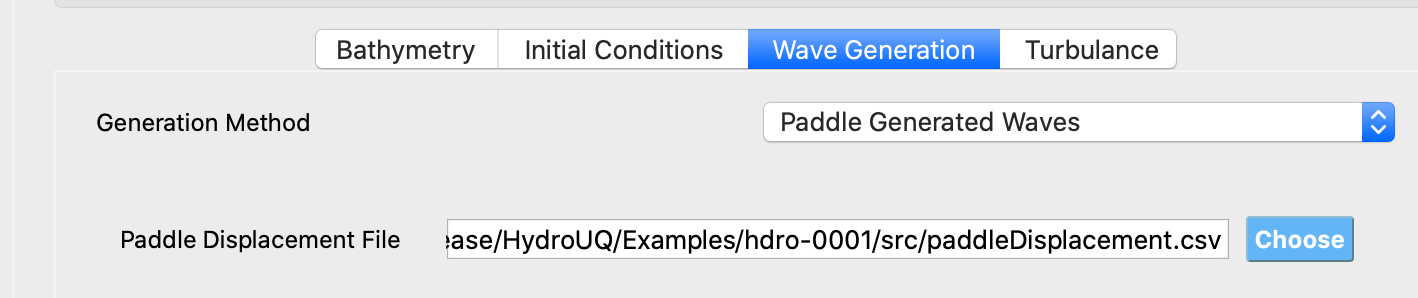 Bathymetry Initial Conditions Wave Generation Turbulance
Generation Method Paddle Generated Waves
Paddle Displacement File ease/HydroUQ/Examples/hdro-0001/src/paddleDisplacement.csv Choose